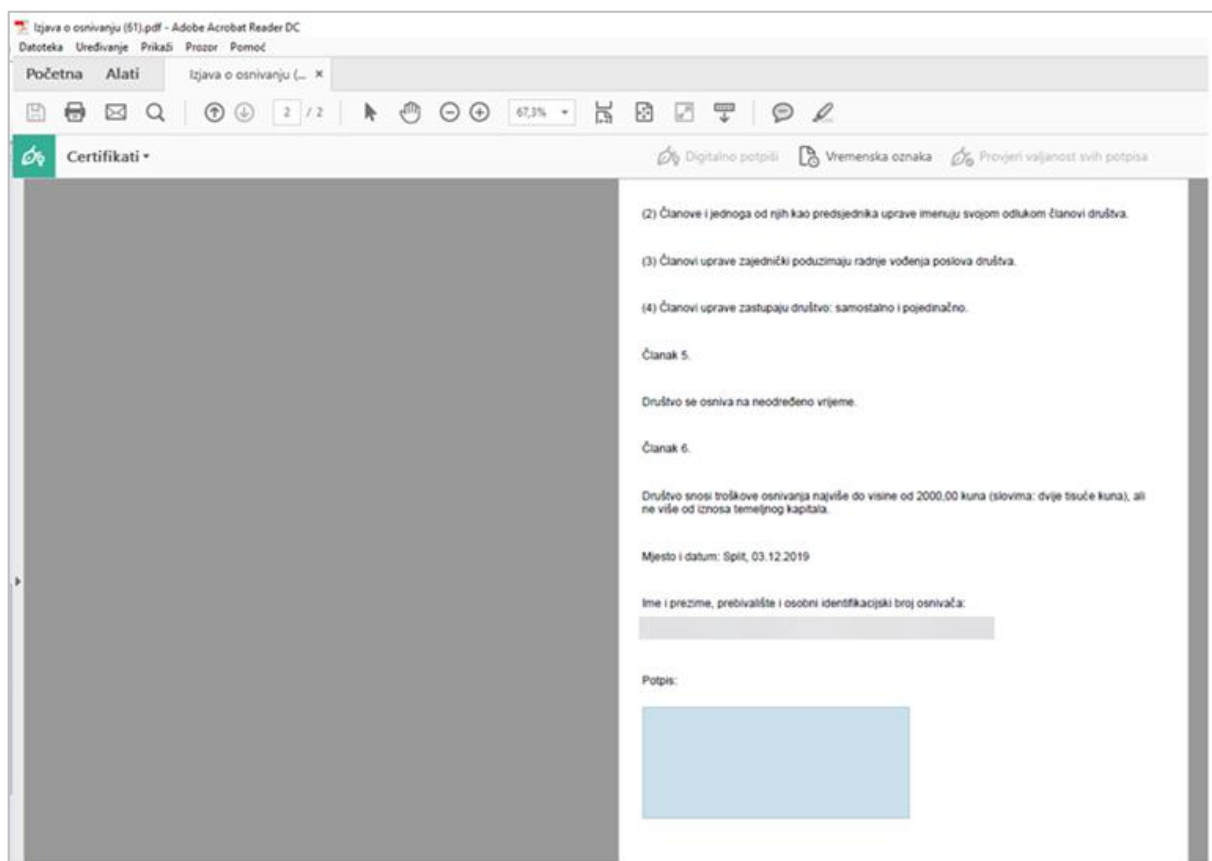 Izjava o osnivanju (61).pdf - Adobe Acrobat Reader DC
Datoteka Uređivanje Prikaži Prozor Pomoć
Početna Alati Izjava o osnivanju (... ×
2 / 2 67,3%
Certifikati Digitalno potpiši Vremenska oznaka Provjeri valjanost svih potpisa
(2) Članove i jednoga od njih kao predsjednika uprave imenuju svojom odlukom članovi društva.
(3) Članovi uprave zajednički poduzimaju radnje vođenja poslova društva.
(4) Članovi uprave zastupaju društvo: samostalno i pojedinačno.
Članak 5.
Društvo se osniva na neodređeno vrijeme.
Članak 6.
Društvo snosi troškove osnivanja najviše do visine od 2000,00 kuna (slovima: dvije tisuće kuna), ali
ne više od iznosa temeljnog kapitala.
Mjesto i datum: Split, 03.12.2019
Ime i prezime, prebivalište i osobni identifikacijski broj osnivača:
Potpis: